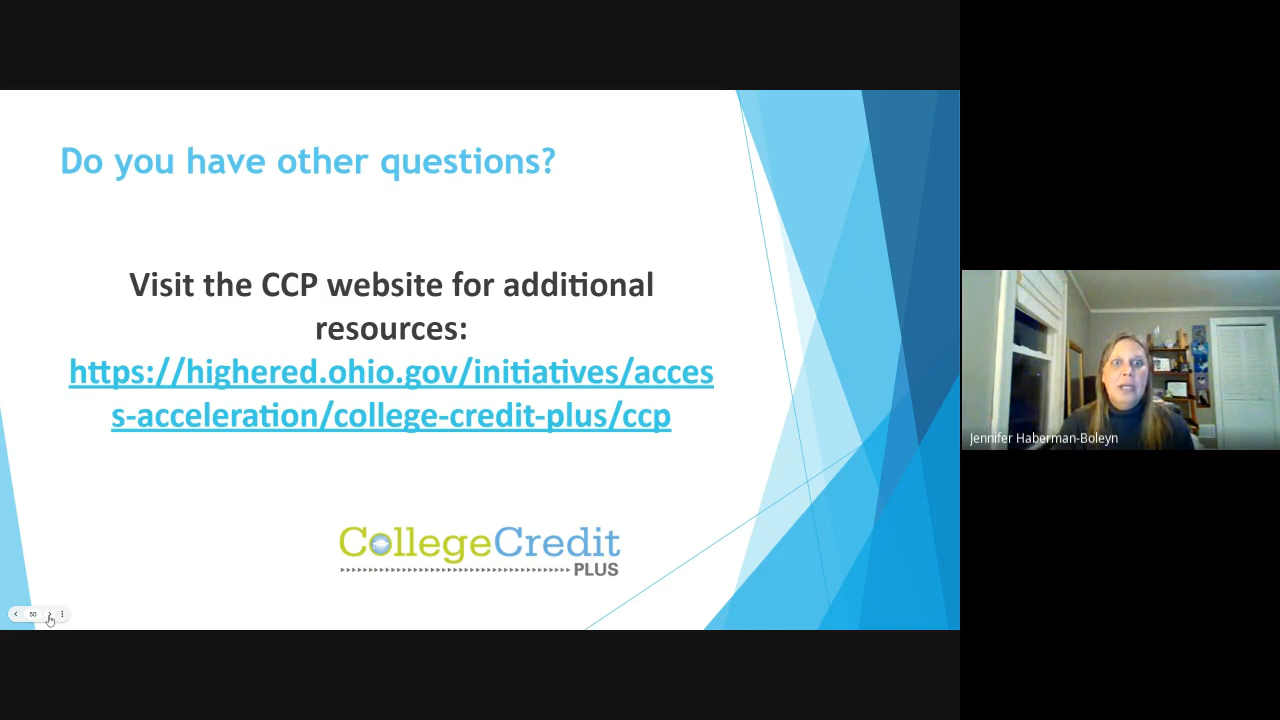 Do you have other questions?
Visit the CCP website for additional
resources:
https://highered.ohio.gov/initiatives/acces
s-acceleration/college-credit-plus/ccp
CollegeCredit
PLUS
50
Jennifer Haberman-Boleyn